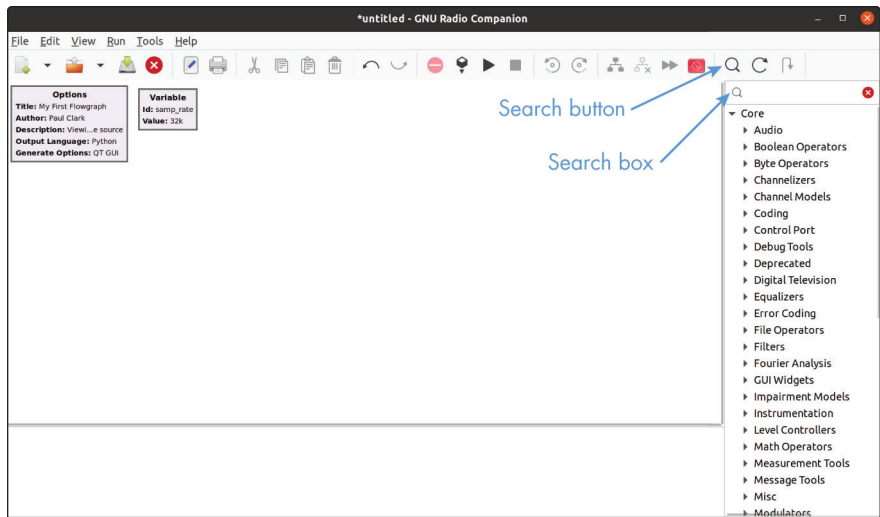 *untitled - GNU Radio Companion
File Edit View Run Tools Help
Options
Title: My First Flowgraph
Author: Paul Clark
Description: Viewi...e source
Output Language: Python
Generate Options: QT GUI
Variable
Id: samp_rate
Value: 32k
Search button
Search box
Core
Audio
Boolean Operators
Byte Operators
Channelizers
Channel Models
Coding
Control Port
Debug Tools
Deprecated
Digital Television
Equalizers
Error Coding
File Operators
Filters
Fourier Analysis
GUI Widgets
Impairment Models
Instrumentation
Level Controllers
Math Operators
Measurement Tools
Message Tools
Misc
Modulators